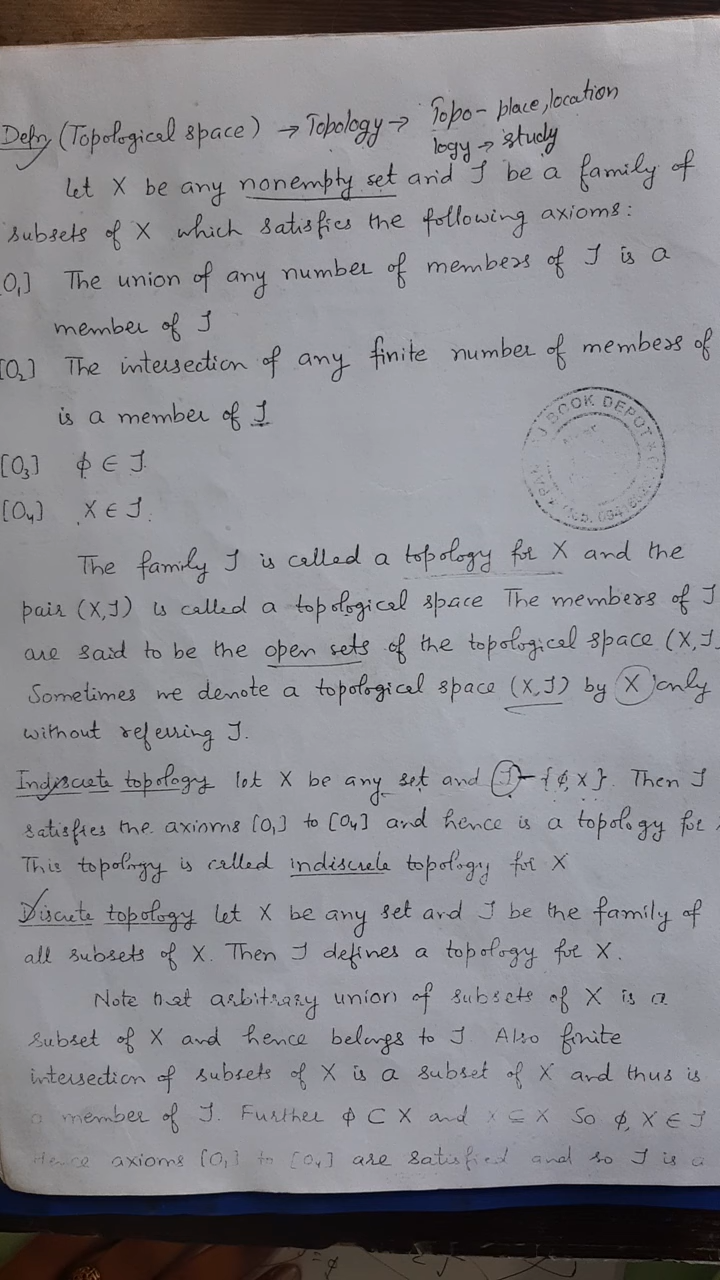 Defn (Topological space) → Topology → Topo - place, location
logy → study
Let X be any nonempty set and J be a family of
subsets of X which satisfies the following axioms:
[O₁] The union of any number of members of J is a
member of J
[O₂] The intersection of any finite number of members of
is a member of J
[O₃] ϕ ∈ J
[O₄] X ∈ J.
J BOOK DEPOT
The family J is called a topology for X and the
pair (X, J) is called a topological space The members of J
are said to be the open sets of the topological space (X, J
Sometimes we denote a topological space (X, J) by X only
without referring J.
Indiscrete topology let X be any set and J = {ϕ, X}. Then J
satisfies the axioms [O₁] to [O₄] and hence is a topology for
This topology is called indiscrete topology for X
Discrete topology Let X be any set and J be the family of
all subsets of X. Then J defines a topology for X.
Note that arbitrary union of subsets of X is a
subset of X and hence belongs to J. Also finite
intersection of subsets of X is a subset of X and thus is
a member of J. Further ϕ ⊂ X and X ⊆ X So ϕ, X ∈ J
Hence axioms [O₁] to [O₄] are satisfied and so J is a